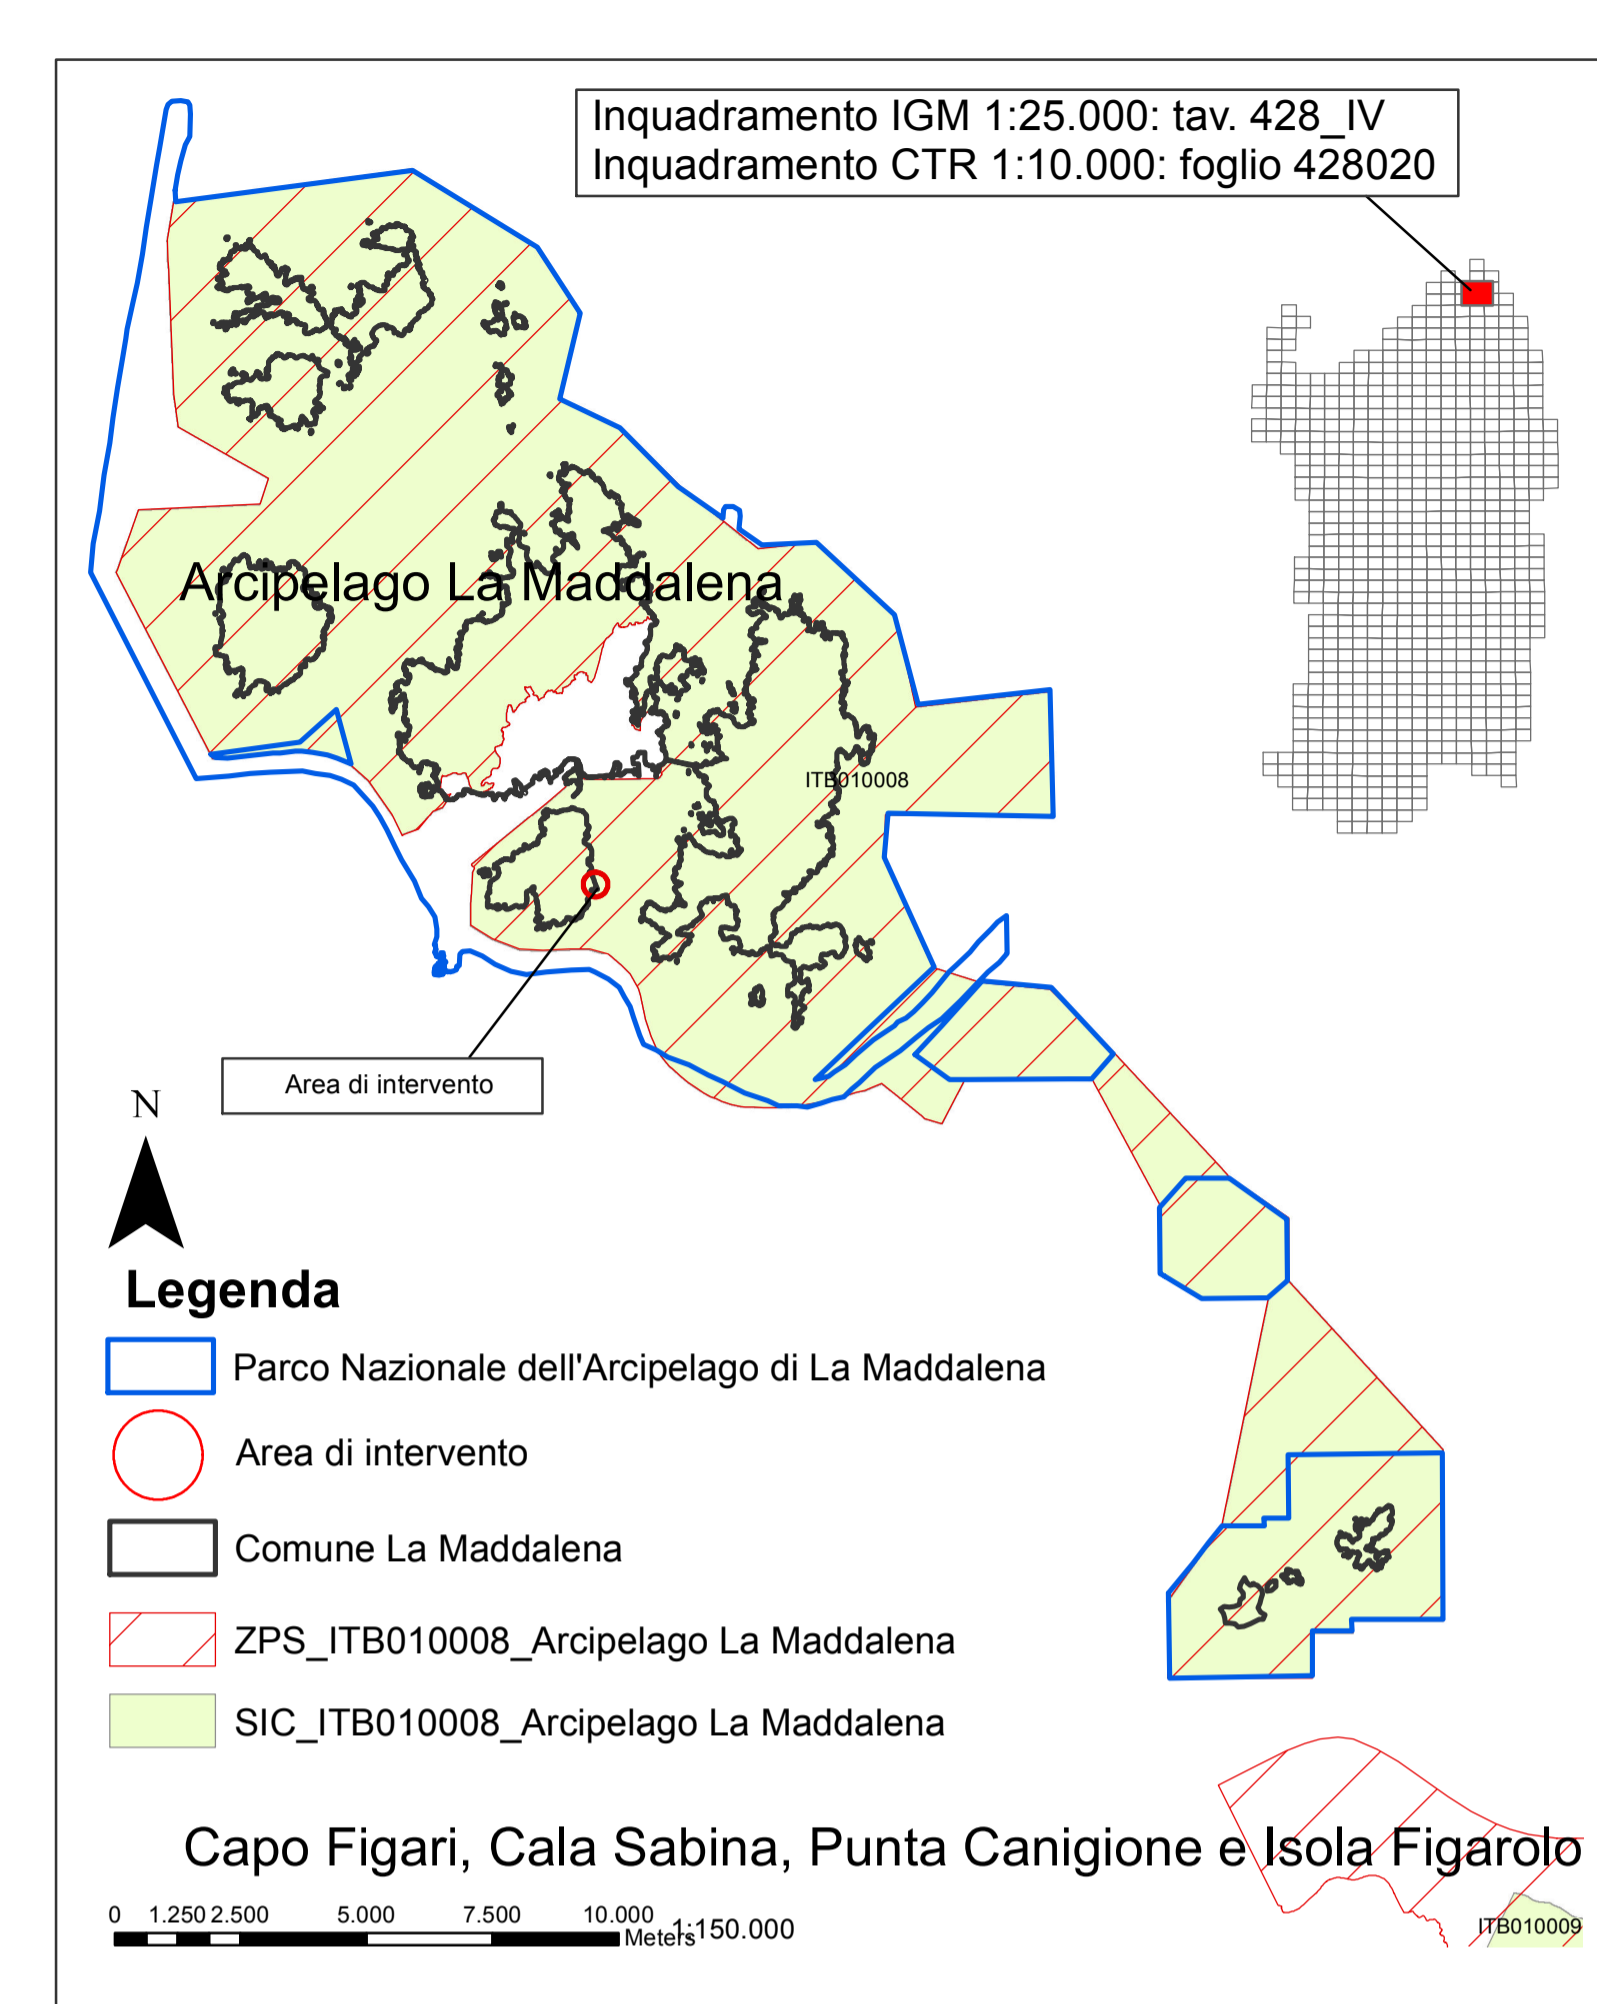 Inquadramento IGM 1:25.000: tav. 428_IV
Inquadramento CTR 1:10.000: foglio 428020
Arcipelago La Maddalena
ITB010008
Area di intervento
N
Legenda
Parco Nazionale dell'Arcipelago di La Maddalena
Area di intervento
Comune La Maddalena
ZPS_ITB010008_Arcipelago La Maddalena
SIC_ITB010008_Arcipelago La Maddalena
Capo Figari, Cala Sabina, Punta Canigione e Isola Figarolo
0 1.250 2.500 5.000 7.500 10.000
Meters
1:150.000
ITB010009